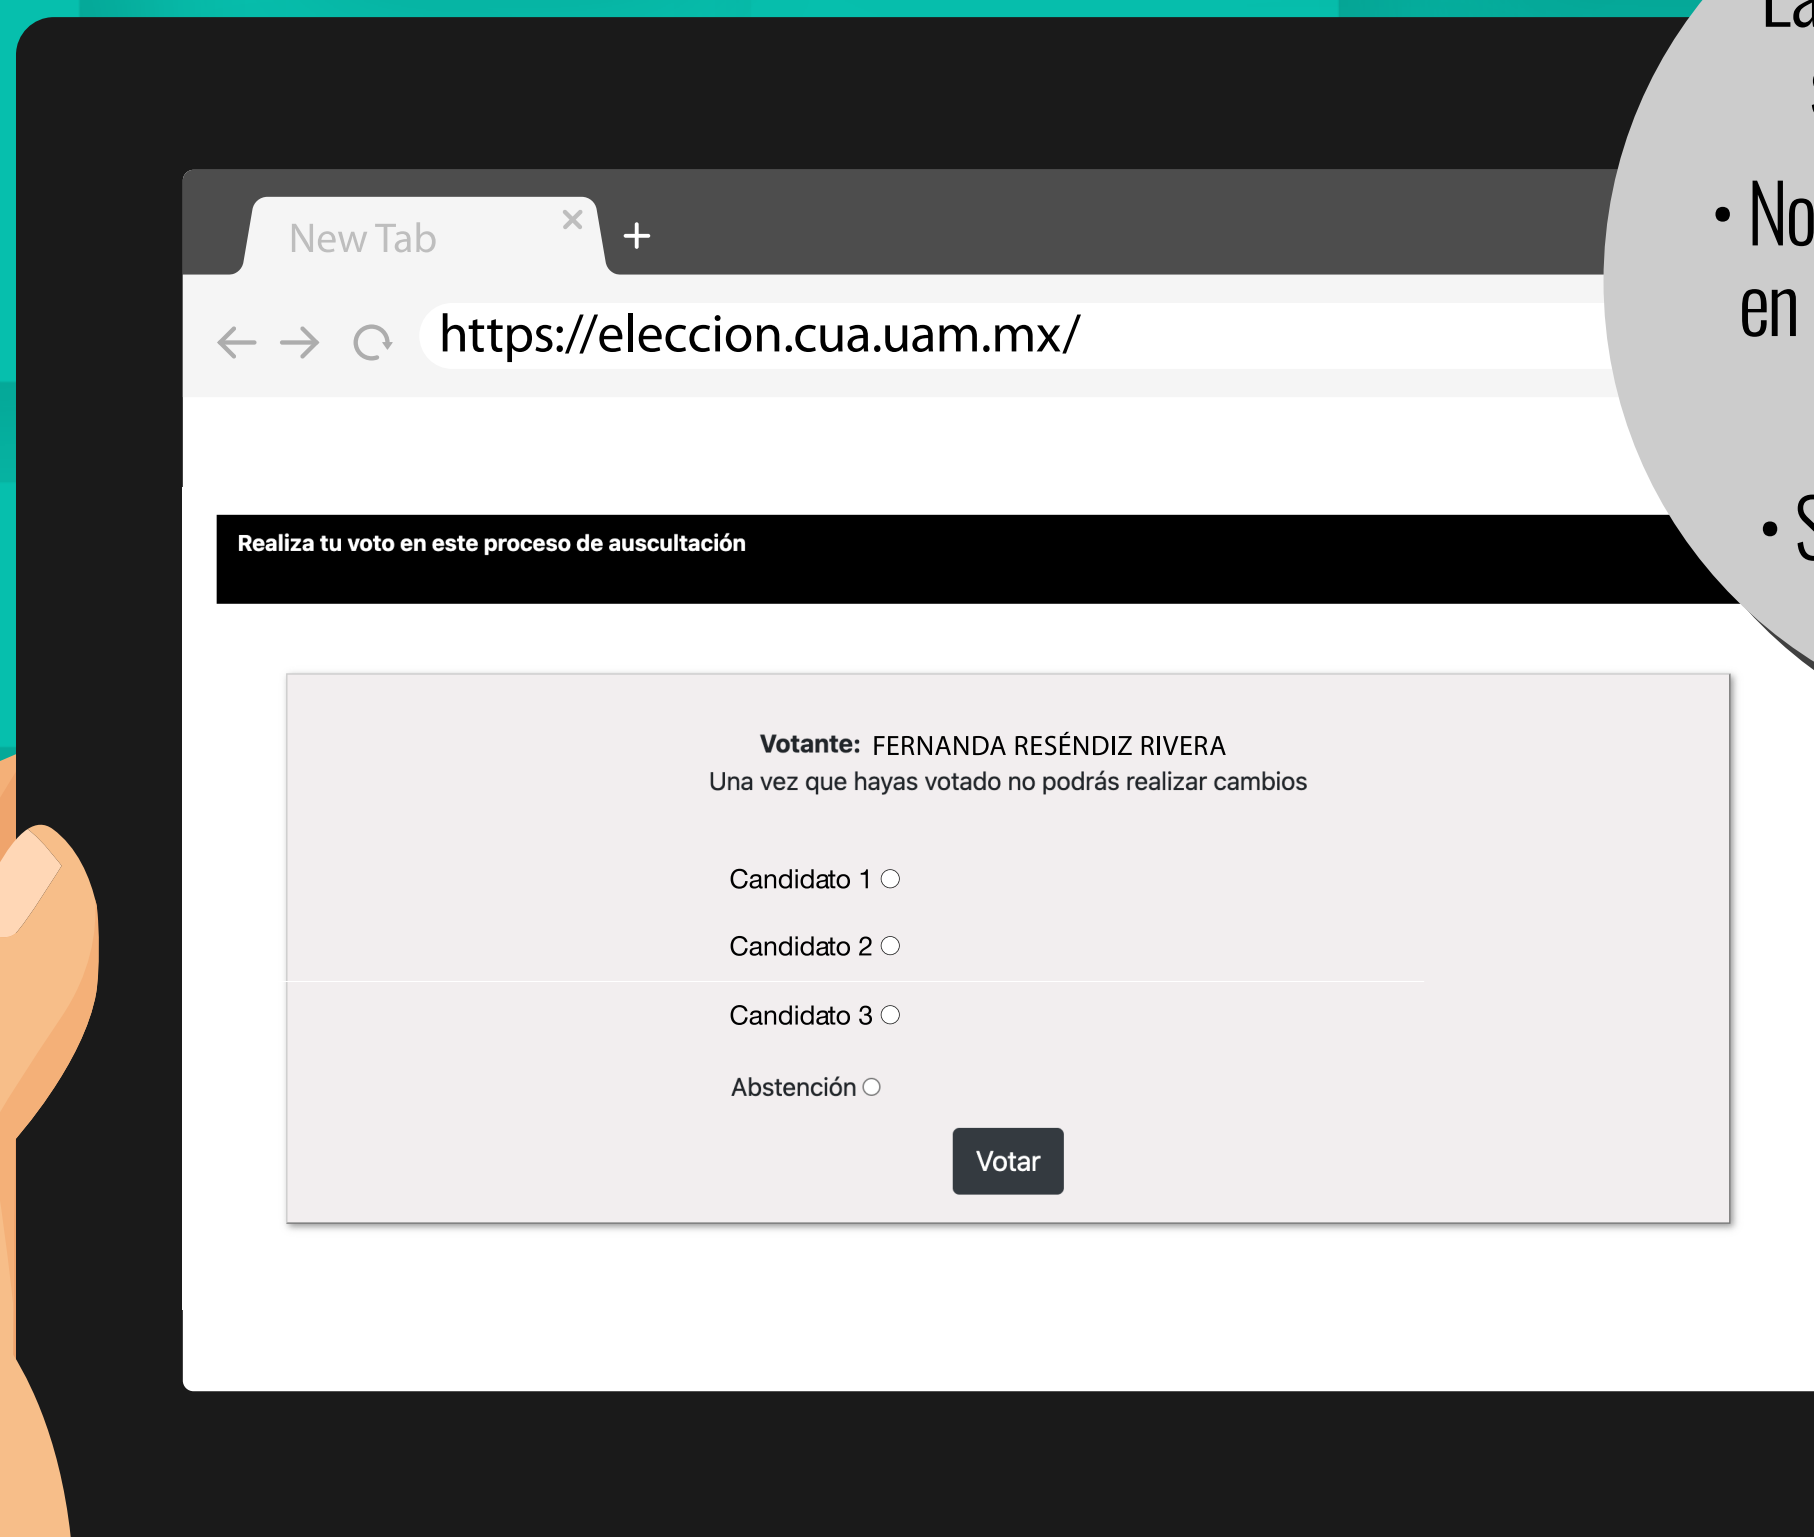 New Tab
https://eleccion.cua.uam.mx/
• No
en
Realiza tu voto en este proceso de auscultación
Votante: FERNANDA RESÉNDIZ RIVERA
Una vez que hayas votado no podrás realizar cambios
Candidato 1
Candidato 2
Candidato 3
Abstención
Votar